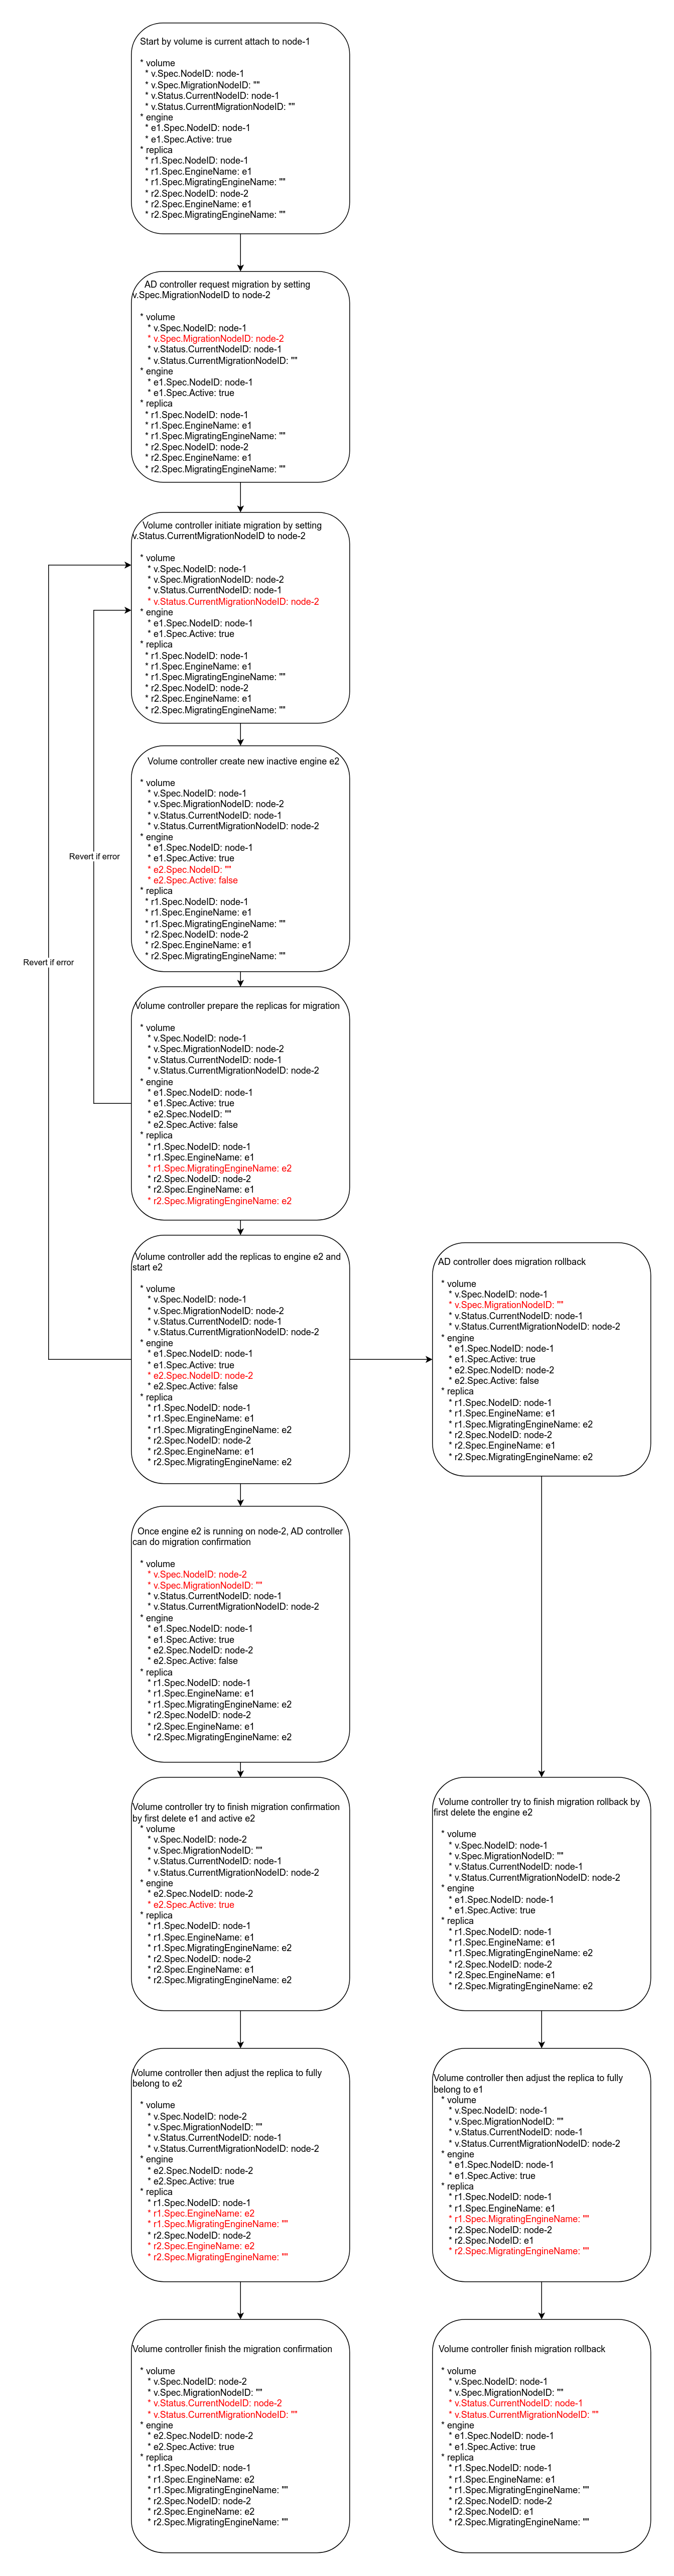 Start by volume is current attach to node-1
* volume
* v.Spec.NodeID: node-1
* v.Spec.MigrationNodeID: ""
* v.Status.CurrentNodeID: node-1
* v.Status.CurrentMigrationNodeID: ""
* engine
* e1.Spec.NodeID: node-1
* e1.Spec.Active: true
* replica
* r1.Spec.NodeID: node-1
* r1.Spec.EngineName: e1
* r1.Spec.MigratingEngineName: ""
* r2.Spec.NodeID: node-2
* r2.Spec.EngineName: e1
* r2.Spec.MigratingEngineName: ""
AD controller request migration by setting
v.Spec.MigrationNodeID to node-2
* volume
* v.Spec.NodeID: node-1
* v.Spec.MigrationNodeID: node-2
* v.Status.CurrentNodeID: node-1
* v.Status.CurrentMigrationNodeID: ""
* engine
* e1.Spec.NodeID: node-1
* e1.Spec.Active: true
* replica
* r1.Spec.NodeID: node-1
* r1.Spec.EngineName: e1
* r1.Spec.MigratingEngineName: ""
* r2.Spec.NodeID: node-2
* r2.Spec.EngineName: e1
* r2.Spec.MigratingEngineName: ""
Volume controller initiate migration by setting
v.Status.CurrentMigrationNodeID to node-2
* volume
* v.Spec.NodeID: node-1
* v.Spec.MigrationNodeID: node-2
* v.Status.CurrentNodeID: node-1
* v.Status.CurrentMigrationNodeID: node-2
* engine
* e1.Spec.NodeID: node-1
* e1.Spec.Active: true
* replica
* r1.Spec.NodeID: node-1
* r1.Spec.EngineName: e1
* r1.Spec.MigratingEngineName: ""
* r2.Spec.NodeID: node-2
* r2.Spec.EngineName: e1
* r2.Spec.MigratingEngineName: ""
Volume controller create new inactive engine e2
* volume
* v.Spec.NodeID: node-1
* v.Spec.MigrationNodeID: node-2
* v.Status.CurrentNodeID: node-1
* v.Status.CurrentMigrationNodeID: node-2
* engine
* e1.Spec.NodeID: node-1
* e1.Spec.Active: true
* e2.Spec.NodeID: ""
* e2.Spec.Active: false
* replica
* r1.Spec.NodeID: node-1
* r1.Spec.EngineName: e1
* r1.Spec.MigratingEngineName: ""
* r2.Spec.NodeID: node-2
* r2.Spec.EngineName: e1
* r2.Spec.MigratingEngineName: ""
Revert if error
Revert if error
Volume controller prepare the replicas for migration
* volume
* v.Spec.NodeID: node-1
* v.Spec.MigrationNodeID: node-2
* v.Status.CurrentNodeID: node-1
* v.Status.CurrentMigrationNodeID: node-2
* engine
* e1.Spec.NodeID: node-1
* e1.Spec.Active: true
* e2.Spec.NodeID: ""
* e2.Spec.Active: false
* replica
* r1.Spec.NodeID: node-1
* r1.Spec.EngineName: e1
* r1.Spec.MigratingEngineName: e2
* r2.Spec.NodeID: node-2
* r2.Spec.EngineName: e1
* r2.Spec.MigratingEngineName: e2
Volume controller add the replicas to engine e2 and
start e2
* volume
* v.Spec.NodeID: node-1
* v.Spec.MigrationNodeID: node-2
* v.Status.CurrentNodeID: node-1
* v.Status.CurrentMigrationNodeID: node-2
* engine
* e1.Spec.NodeID: node-1
* e1.Spec.Active: true
* e2.Spec.NodeID: node-2
* e2.Spec.Active: false
* replica
* r1.Spec.NodeID: node-1
* r1.Spec.EngineName: e1
* r1.Spec.MigratingEngineName: e2
* r2.Spec.NodeID: node-2
* r2.Spec.EngineName: e1
* r2.Spec.MigratingEngineName: e2
AD controller does migration rollback
* volume
* v.Spec.NodeID: node-1
* v.Spec.MigrationNodeID: ""
* v.Status.CurrentNodeID: node-1
* v.Status.CurrentMigrationNodeID: node-2
* engine
* e1.Spec.NodeID: node-1
* e1.Spec.Active: true
* e2.Spec.NodeID: node-2
* e2.Spec.Active: false
* replica
* r1.Spec.NodeID: node-1
* r1.Spec.EngineName: e1
* r1.Spec.MigratingEngineName: e2
* r2.Spec.NodeID: node-2
* r2.Spec.EngineName: e1
* r2.Spec.MigratingEngineName: e2
Once engine e2 is running on node-2, AD controller
can do migration confirmation
* volume
* v.Spec.NodeID: node-2
* v.Spec.MigrationNodeID: ""
* v.Status.CurrentNodeID: node-1
* v.Status.CurrentMigrationNodeID: node-2
* engine
* e1.Spec.NodeID: node-1
* e1.Spec.Active: true
* e2.Spec.NodeID: node-2
* e2.Spec.Active: false
* replica
* r1.Spec.NodeID: node-1
* r1.Spec.EngineName: e1
* r1.Spec.MigratingEngineName: e2
* r2.Spec.NodeID: node-2
* r2.Spec.EngineName: e1
* r2.Spec.MigratingEngineName: e2
Volume controller try to finish migration confirmation
by first delete e1 and active e2
* volume
* v.Spec.NodeID: node-2
* v.Spec.MigrationNodeID: ""
* v.Status.CurrentNodeID: node-1
* v.Status.CurrentMigrationNodeID: node-2
* engine
* e2.Spec.NodeID: node-2
* e2.Spec.Active: true
* replica
* r1.Spec.NodeID: node-1
* r1.Spec.EngineName: e1
* r1.Spec.MigratingEngineName: e2
* r2.Spec.NodeID: node-2
* r2.Spec.EngineName: e1
* r2.Spec.MigratingEngineName: e2
Volume controller try to finish migration rollback by
first delete the engine e2
* volume
* v.Spec.NodeID: node-1
* v.Spec.MigrationNodeID: ""
* v.Status.CurrentNodeID: node-1
* v.Status.CurrentMigrationNodeID: node-2
* engine
* e1.Spec.NodeID: node-1
* e1.Spec.Active: true
* replica
* r1.Spec.NodeID: node-1
* r1.Spec.EngineName: e1
* r1.Spec.MigratingEngineName: e2
* r2.Spec.NodeID: node-2
* r2.Spec.EngineName: e1
* r2.Spec.MigratingEngineName: e2
Volume controller then adjust the replica to fully
belong to e2
* volume
* v.Spec.NodeID: node-2
* v.Spec.MigrationNodeID: ""
* v.Status.CurrentNodeID: node-1
* v.Status.CurrentMigrationNodeID: node-2
* engine
* e2.Spec.NodeID: node-2
* e2.Spec.Active: true
* replica
* r1.Spec.NodeID: node-1
* r1.Spec.EngineName: e2
* r1.Spec.MigratingEngineName: ""
* r2.Spec.NodeID: node-2
* r2.Spec.EngineName: e2
* r2.Spec.MigratingEngineName: ""
Volume controller then adjust the replica to fully
belong to e1
* volume
* v.Spec.NodeID: node-1
* v.Spec.MigrationNodeID: ""
* v.Status.CurrentNodeID: node-1
* v.Status.CurrentMigrationNodeID: node-2
* engine
* e1.Spec.NodeID: node-1
* e1.Spec.Active: true
* replica
* r1.Spec.NodeID: node-1
* r1.Spec.EngineName: e1
* r1.Spec.MigratingEngineName: ""
* r2.Spec.NodeID: node-2
* r2.Spec.NodeID: e1
* r2.Spec.MigratingEngineName: ""
Volume controller finish the migration confirmation
* volume
* v.Spec.NodeID: node-2
* v.Spec.MigrationNodeID: ""
* v.Status.CurrentNodeID: node-2
* v.Status.CurrentMigrationNodeID: ""
* engine
* e2.Spec.NodeID: node-2
* e2.Spec.Active: true
* replica
* r1.Spec.NodeID: node-1
* r1.Spec.EngineName: e2
* r1.Spec.MigratingEngineName: ""
* r2.Spec.NodeID: node-2
* r2.Spec.EngineName: e2
* r2.Spec.MigratingEngineName: ""
Volume controller finish migration rollback
* volume
* v.Spec.NodeID: node-1
* v.Spec.MigrationNodeID: ""
* v.Status.CurrentNodeID: node-1
* v.Status.CurrentMigrationNodeID: ""
* engine
* e1.Spec.NodeID: node-1
* e1.Spec.Active: true
* replica
* r1.Spec.NodeID: node-1
* r1.Spec.EngineName: e1
* r1.Spec.MigratingEngineName: ""
* r2.Spec.NodeID: node-2
* r2.Spec.NodeID: e1
* r2.Spec.MigratingEngineName: ""